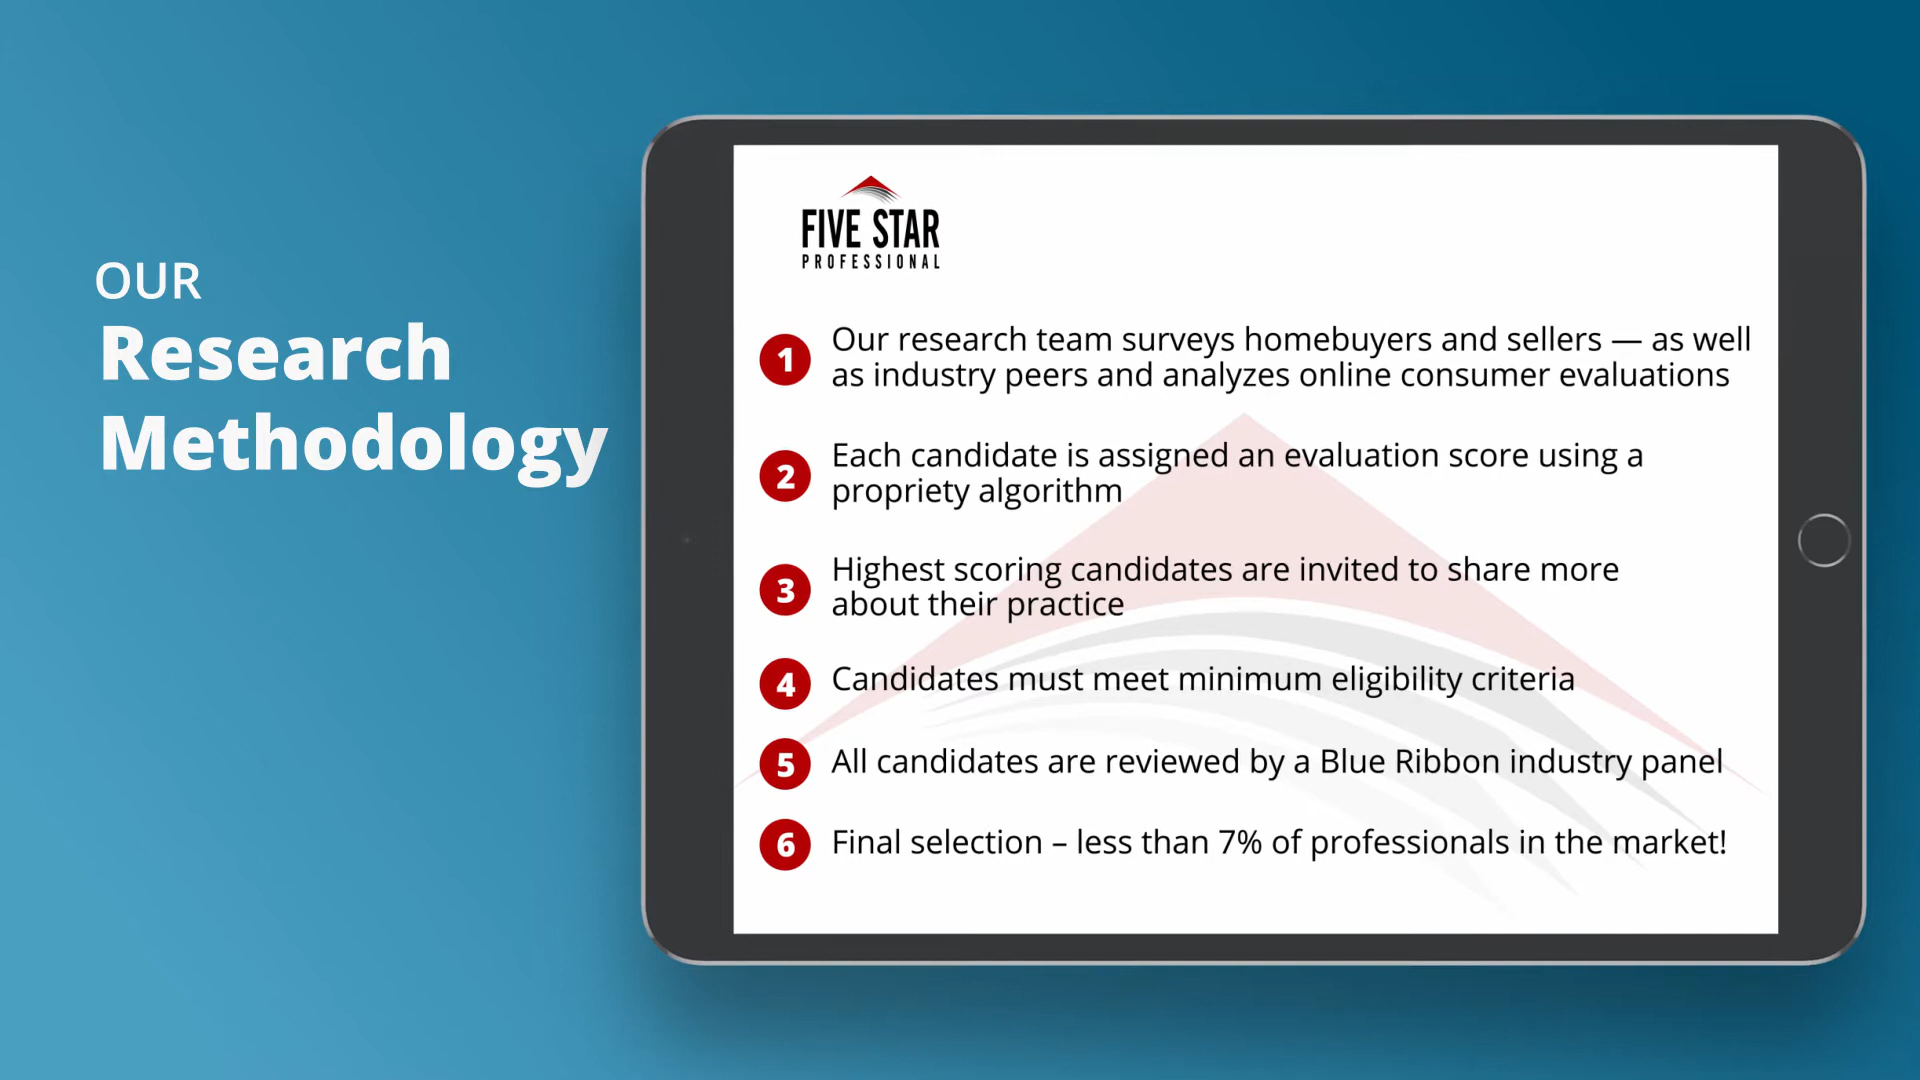 OUR
Research
Methodology
FIVE STAR
PROFESSIONAL
1 Our research team surveys homebuyers and sellers — as well
as industry peers and analyzes online consumer evaluations
2 Each candidate is assigned an evaluation score using a
propriety algorithm
3 Highest scoring candidates are invited to share more
about their practice
4 Candidates must meet minimum eligibility criteria
5 All candidates are reviewed by a Blue Ribbon industry panel
6 Final selection – less than 7% of professionals in the market!